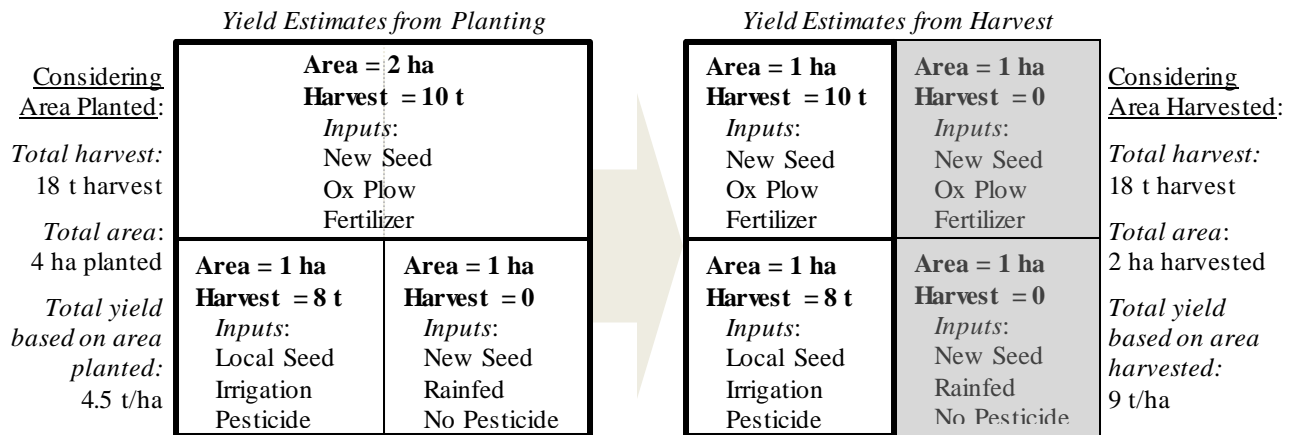 Yield Estimates from Planting
Considering
Area Planted:
Total harvest:
18 t harvest
Total area:
4 ha planted
Total yield
based on area
planted:
4.5 t/ha
Area = 2 ha
Harvest = 10 t
Inputs:
New Seed
Ox Plow
Fertilizer
Area = 1 ha
Harvest = 8 t
Inputs:
Local Seed
Irrigation
Pesticide
Area = 1 ha
Harvest = 0
Inputs:
New Seed
Rainfed
No Pesticide
Yield Estimates from Harvest
Area = 1 ha
Harvest = 10 t
Inputs:
New Seed
Ox Plow
Fertilizer
Area = 1 ha
Harvest = 0
Inputs:
New Seed
Ox Plow
Fertilizer
Area = 1 ha
Harvest = 8 t
Inputs:
Local Seed
Irrigation
Pesticide
Area = 1 ha
Harvest = 0
Inputs:
New Seed
Rainfed
No Pesticide
Considering
Area Harvested:
Total harvest:
18 t harvest
Total area:
2 ha harvested
Total yield
based on area
harvested:
9 t/ha